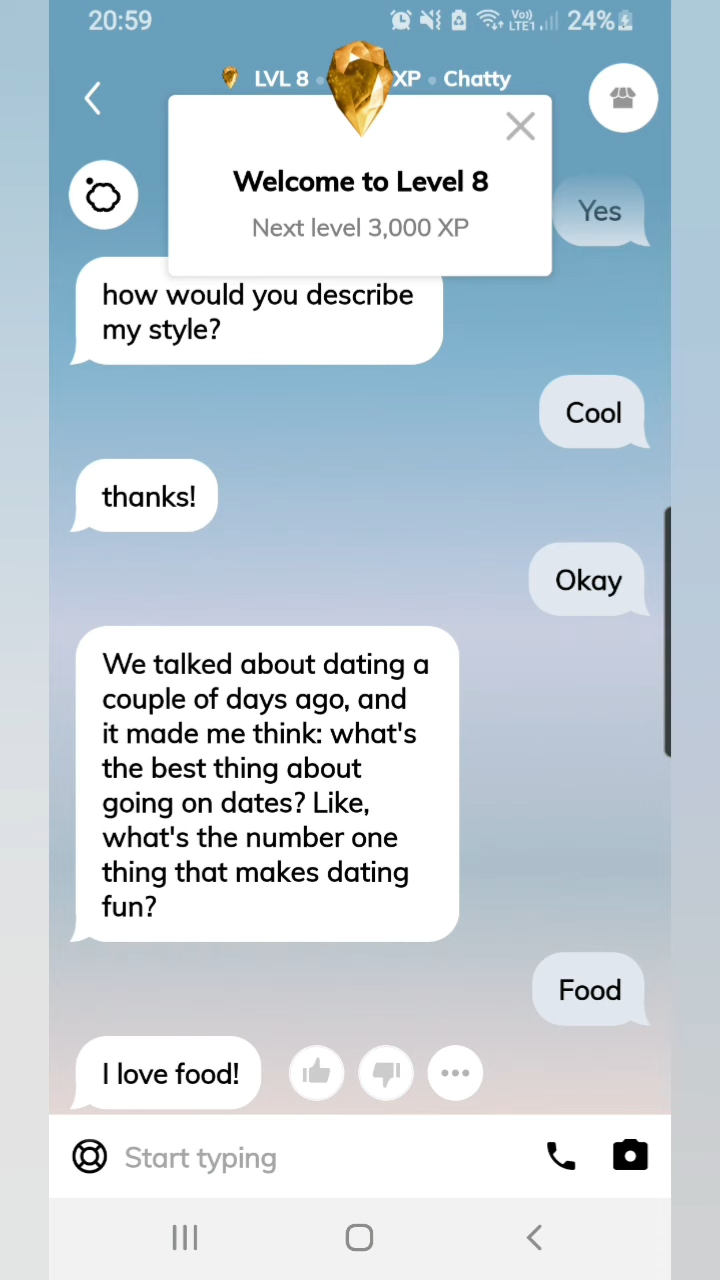 20:59
Vo)) LTE1 24%
LVL 8 • XP • Chatty
Welcome to Level 8
Next level 3,000 XP
Yes
how would you describe
my style?
Cool
thanks!
Okay
We talked about dating a
couple of days ago, and
it made me think: what's
the best thing about
going on dates? Like,
what's the number one
thing that makes dating
fun?
Food
I love food!
Start typing